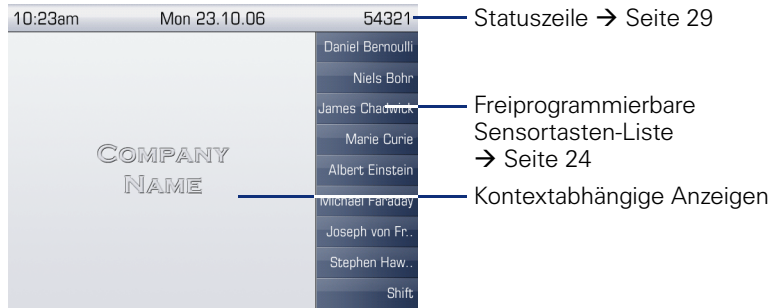 10:23am Mon 23.10.06 54321
Statuszeile → Seite 29
Daniel Bernoulli
Niels Bohr
James Chadwick
Marie Curie
Albert Einstein
Michael Faraday
Joseph von Fr..
Stephen Haw..
Shift
COMPANY
NAME
Freiprogrammierbare
Sensortasten-Liste
→ Seite 24
Kontextabhängige Anzeigen